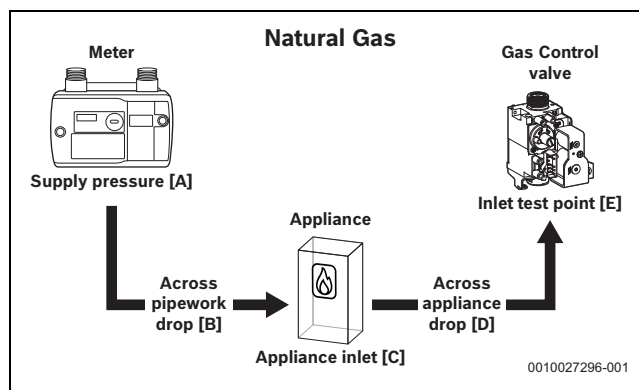 Natural Gas
Meter
Supply pressure [A]
Across
pipework
drop [B]
Appliance
Appliance inlet [C]
Across
appliance
drop [D]
Gas Control
valve
Inlet test point [E]
0010027296-001